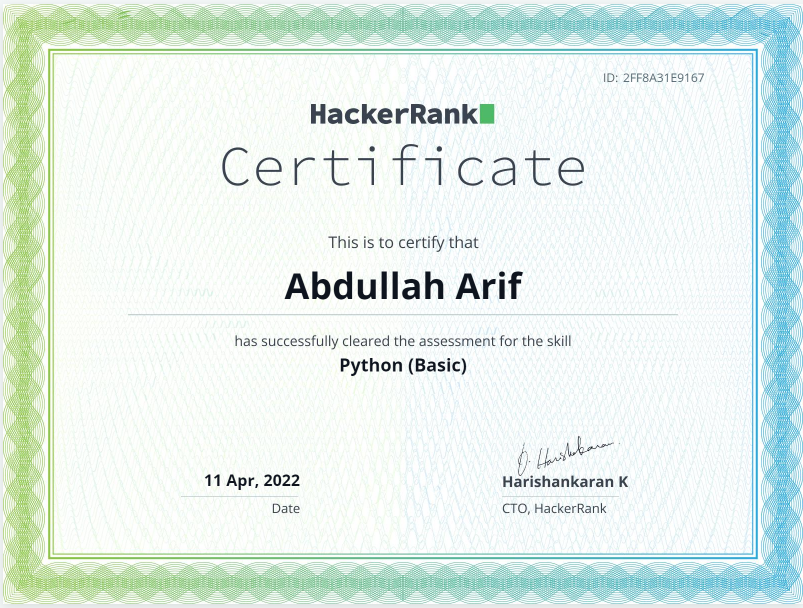 ID: 2FF8A31E9167
HackerRank
Certificate
This is to certify that
Abdullah Arif
has successfully cleared the assessment for the skill
Python (Basic)
D. Harishankaran
11 Apr, 2022
Harishankaran K
Date
CTO, HackerRank